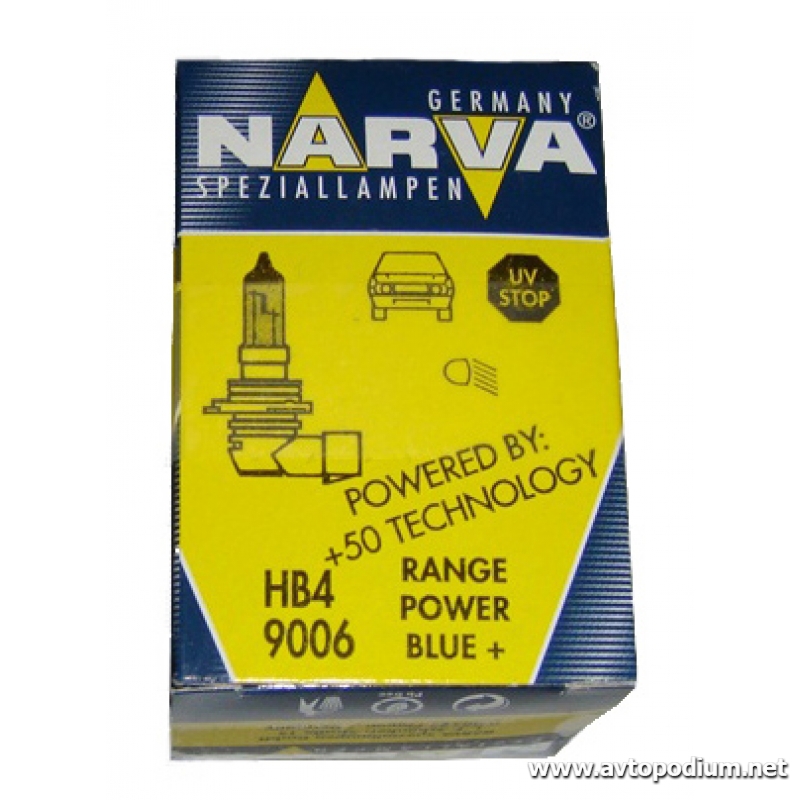 GERMANY
NARVA®
SPEZIALLAMPEN
UV
STOP
POWERED BY:
+50 TECHNOLOGY
HB4
9006
RANGE
POWER
BLUE +
www.avtopodium.net